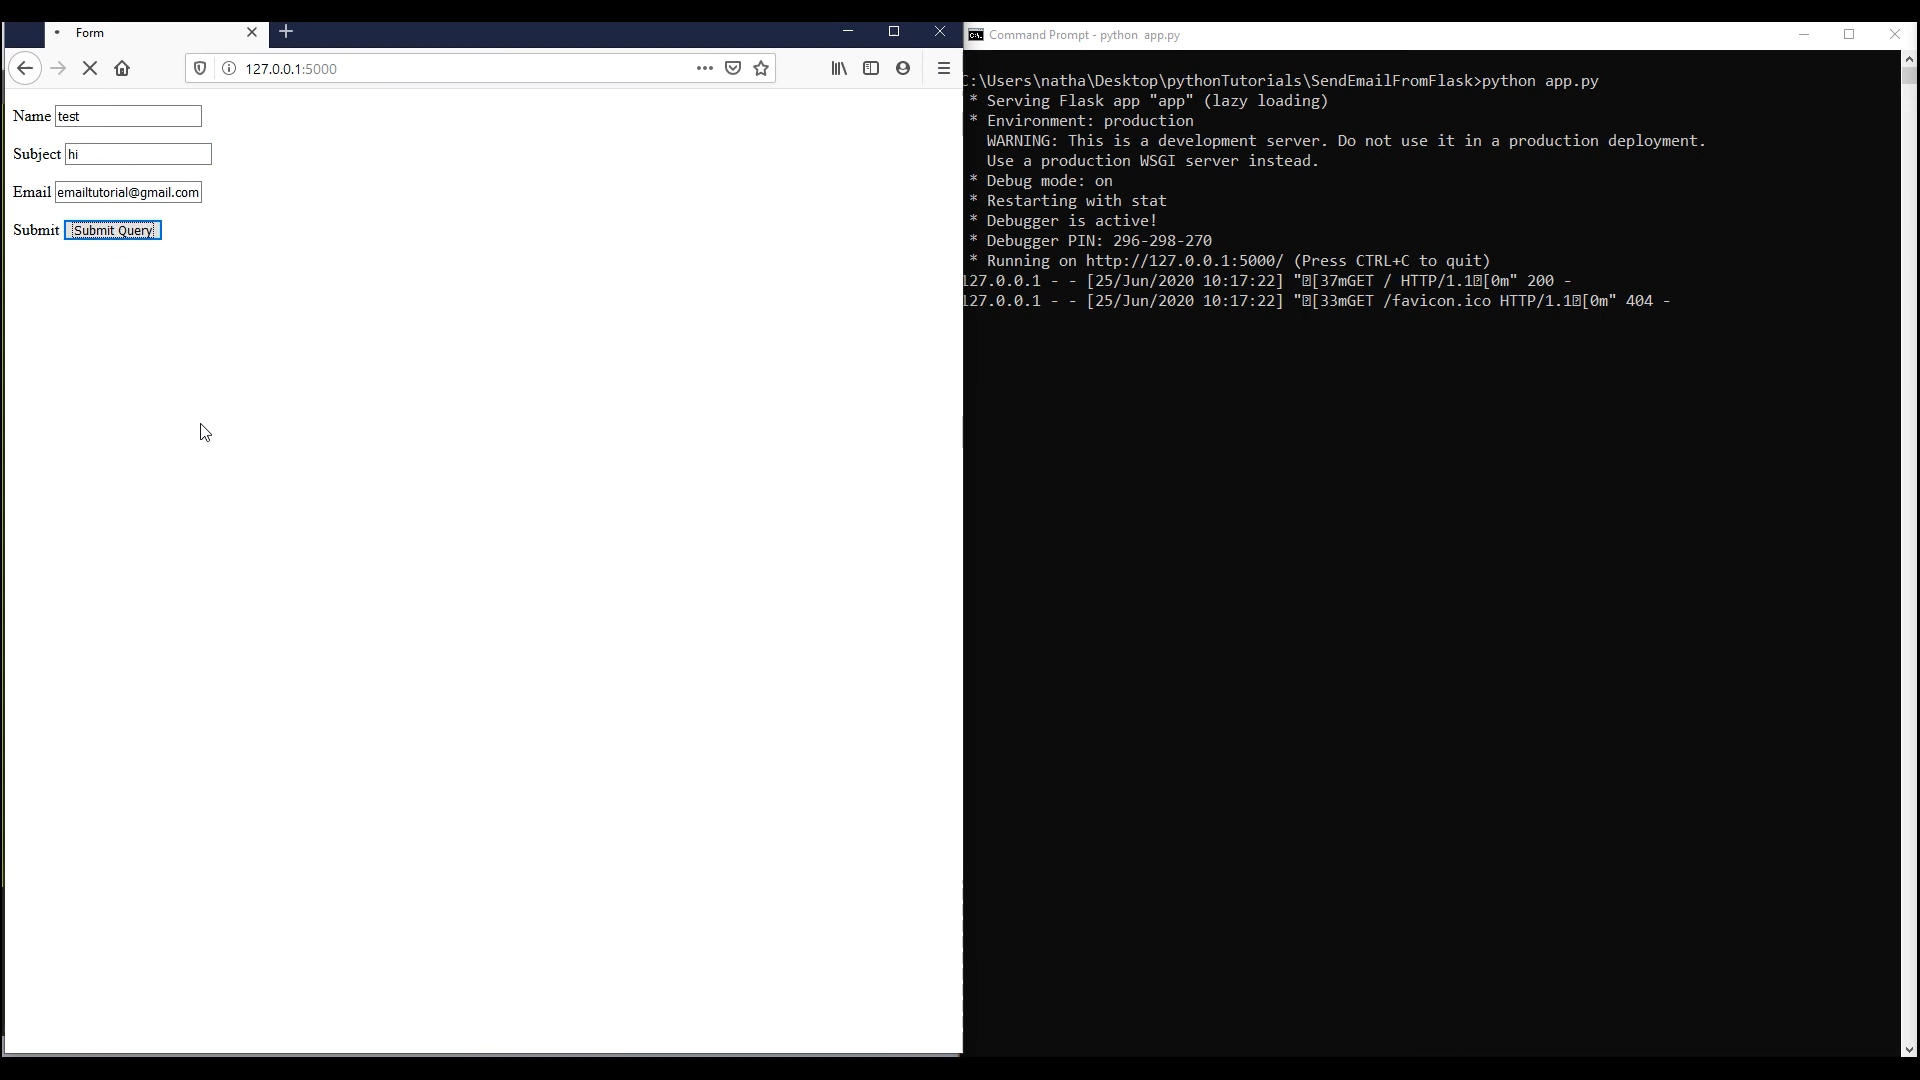 Form
127.0.0.1:5000
Name test
Subject hi
Email emailtutorial@gmail.com
Submit Submit Query
Command Prompt - python  app.py
:\Users\natha\Desktop\pythonTutorials\SendEmailFromFlask>python app.py
* Serving Flask app "app" (lazy loading)
* Environment: production
WARNING: This is a development server. Do not use it in a production deployment.
Use a production WSGI server instead.
* Debug mode: on
* Restarting with stat
* Debugger is active!
* Debugger PIN: 296-298-270
* Running on http://127.0.0.1:5000/ (Press CTRL+C to quit)
127.0.0.1 - - [25/Jun/2020 10:17:22] "[37mGET / HTTP/1.1[0m" 200 -
127.0.0.1 - - [25/Jun/2020 10:17:22] "[33mGET /favicon.ico HTTP/1.1[0m" 404 -